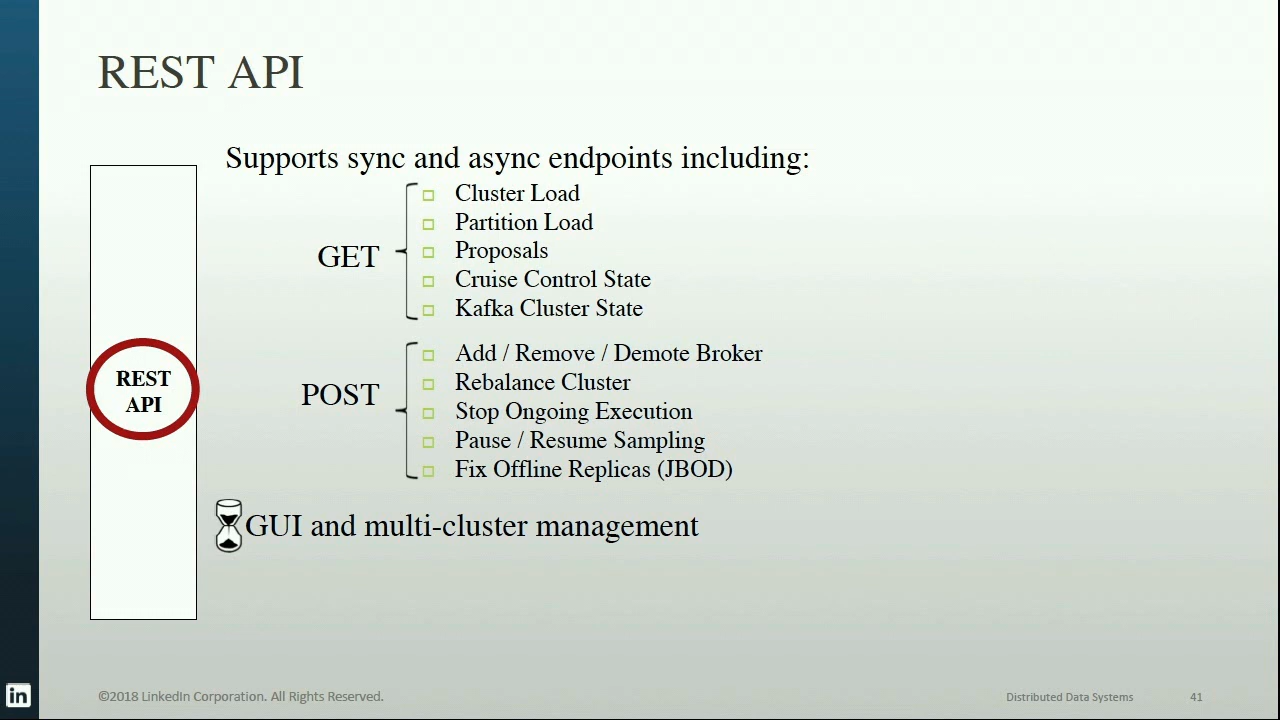 REST API
Supports sync and async endpoints including:
GET
Cluster Load
Partition Load
Proposals
Cruise Control State
Kafka Cluster State
POST
Add / Remove / Demote Broker
Rebalance Cluster
Stop Ongoing Execution
Pause / Resume Sampling
Fix Offline Replicas (JBOD)
REST
API
GUI and multi-cluster management
in
©2018 LinkedIn Corporation. All Rights Reserved.
Distributed Data Systems
41